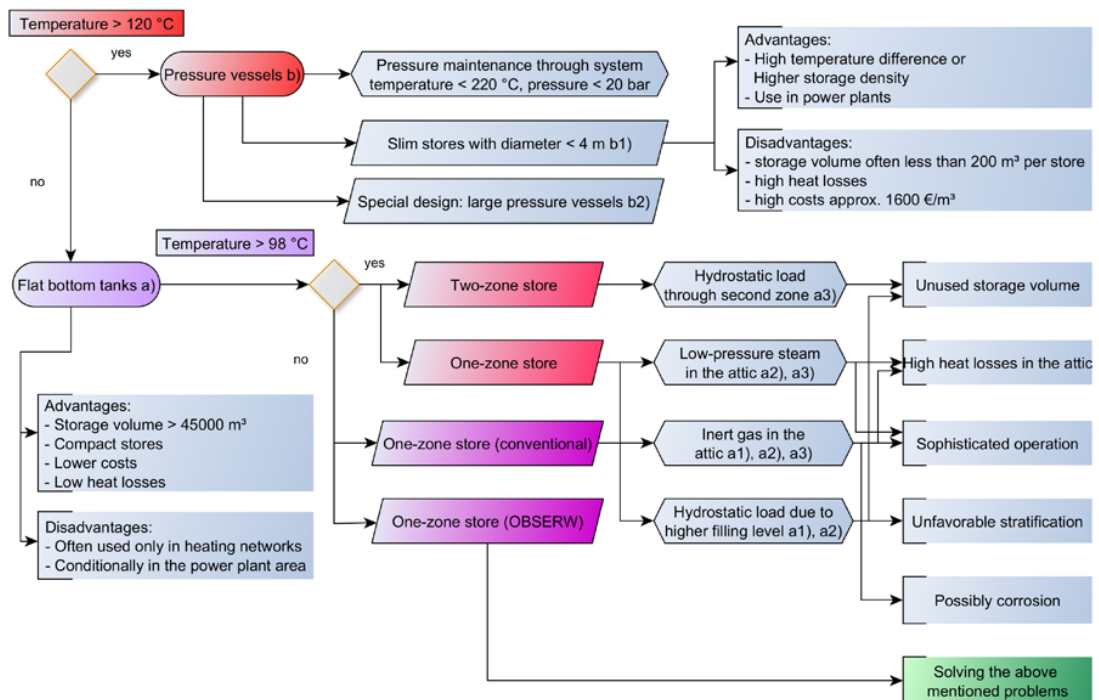 Temperature > 120 °C
yes
Pressure vessels b)
Pressure maintenance through system
temperature < 220 °C, pressure < 20 bar
Advantages:
- High temperature difference or
Higher storage density
- Use in power plants
Slim stores with diameter < 4 m b1)
Disadvantages:
- storage volume often less than 200 m³ per store
- high heat losses
- high costs approx. 1600 €/m³
no
Special design: large pressure vessels b2)
Temperature > 98 °C
Flat bottom tanks a)
yes
no
Two-zone store
Hydrostatic load
through second zone a3)
Unused storage volume
One-zone store
Low-pressure steam
in the attic a2), a3)
High heat losses in the attic
Advantages:
- Storage volume > 45000 m³
- Compact stores
- Lower costs
- Low heat losses
One-zone store (conventional)
Inert gas in the
attic a1), a2), a3)
Sophisticated operation
Disadvantages:
- Often used only in heating networks
- Conditionally in the power plant area
One-zone store (OBSERW)
Hydrostatic load due to
higher filling level a1), a2)
Unfavorable stratification
Possibly corrosion
Solving the above
mentioned problems